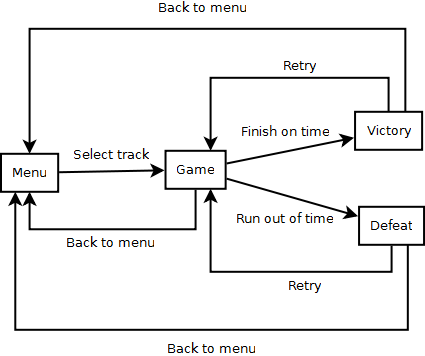 Back to menu
Retry
Finish on time
Victory
Select track
Menu
Game
Run out of time
Defeat
Back to menu
Retry
Back to menu